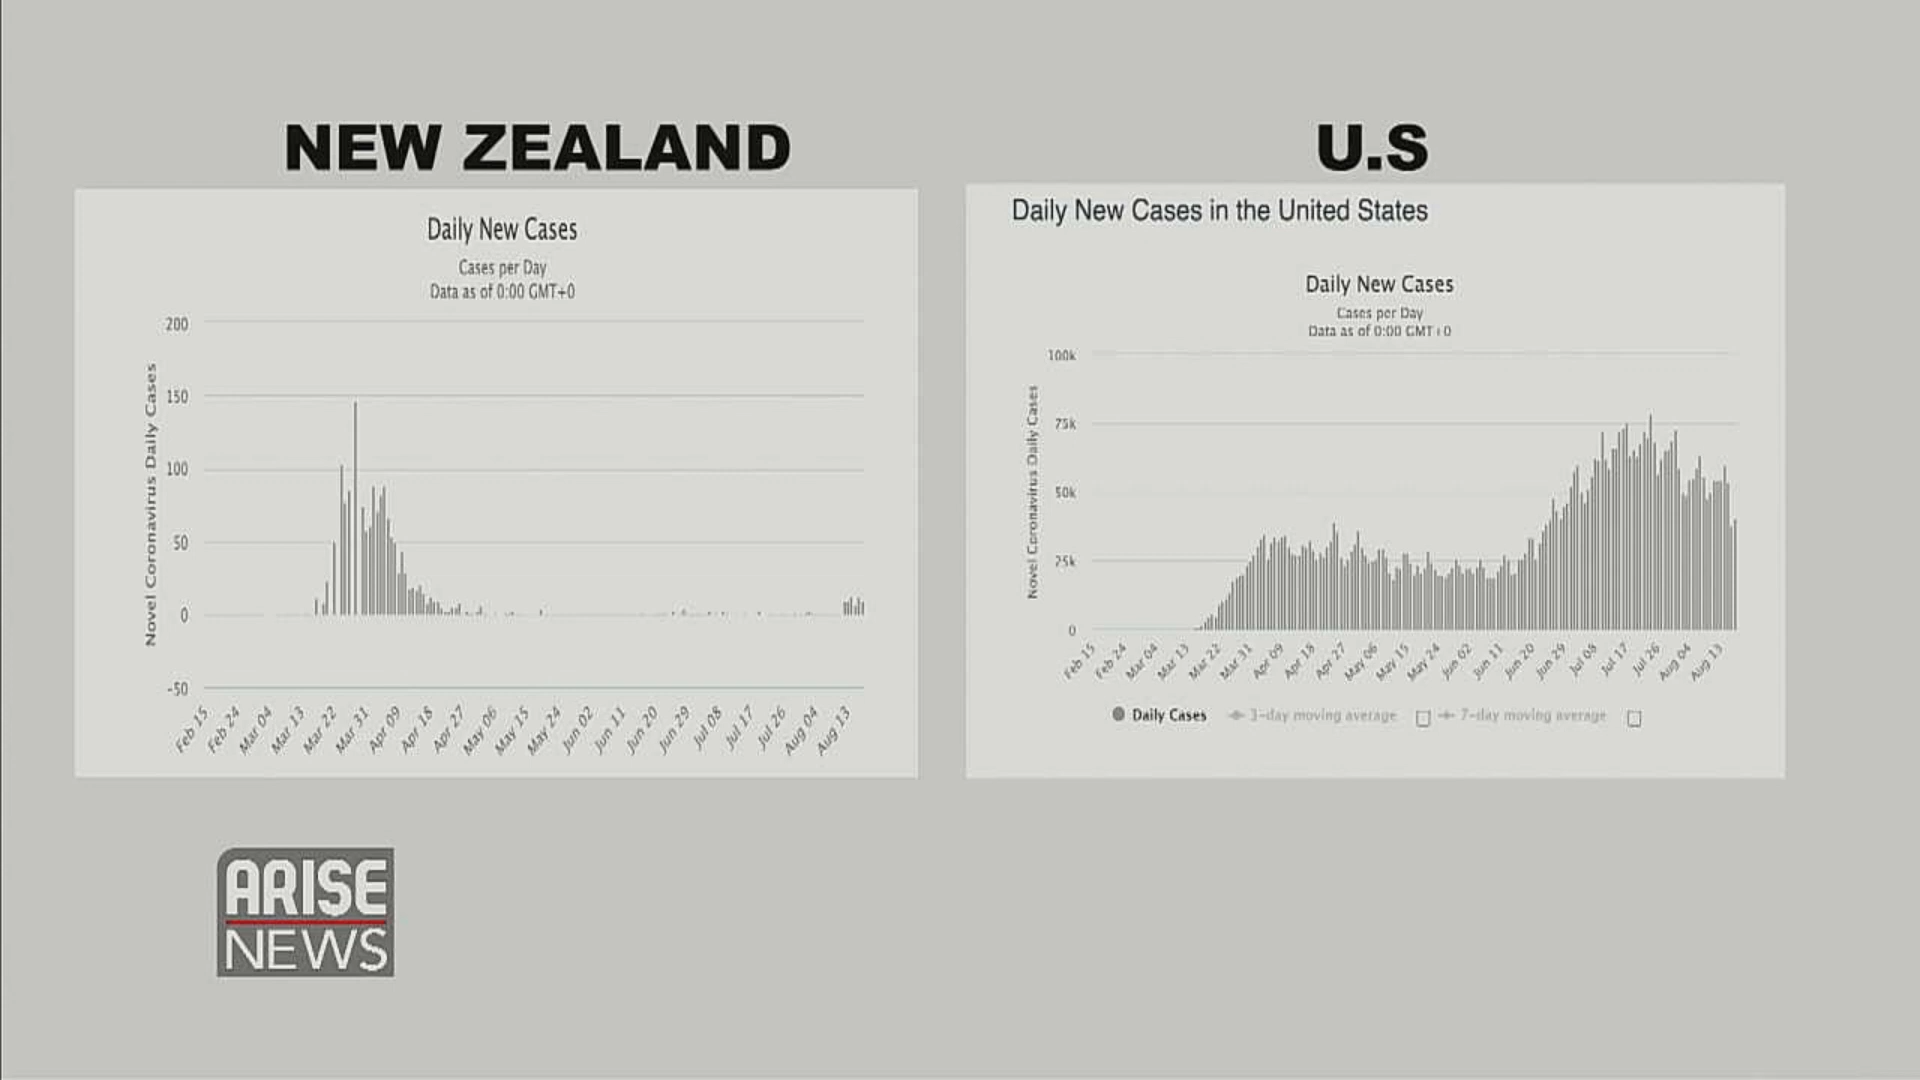 NEW ZEALAND
Daily New Cases
Cases per Day
Data as of 0:00 GMT+0
Novel Coronavirus Daily Cases
200
150
100
50
0
-50
Feb 15
Feb 24
Mar 04
Mar 13
Mar 22
Mar 31
Apr 09
Apr 18
Apr 27
May 06
May 15
May 24
Jun 02
Jun 11
Jun 20
Jun 29
Jul 08
Jul 17
Jul 26
Aug 04
Aug 13
U.S
Daily New Cases in the United States
Daily New Cases
Cases per Day
Data as of 0:00 GMT+0
Novel Coronavirus Daily Cases
100k
75k
50k
25k
0
Feb 15
Feb 24
Mar 04
Mar 13
Mar 22
Mar 31
Apr 09
Apr 18
Apr 27
May 06
May 15
May 24
Jun 02
Jun 11
Jun 20
Jun 29
Jul 08
Jul 17
Jul 26
Aug 04
Aug 13
Daily Cases
3-day moving average
7-day moving average
ARISE
NEWS